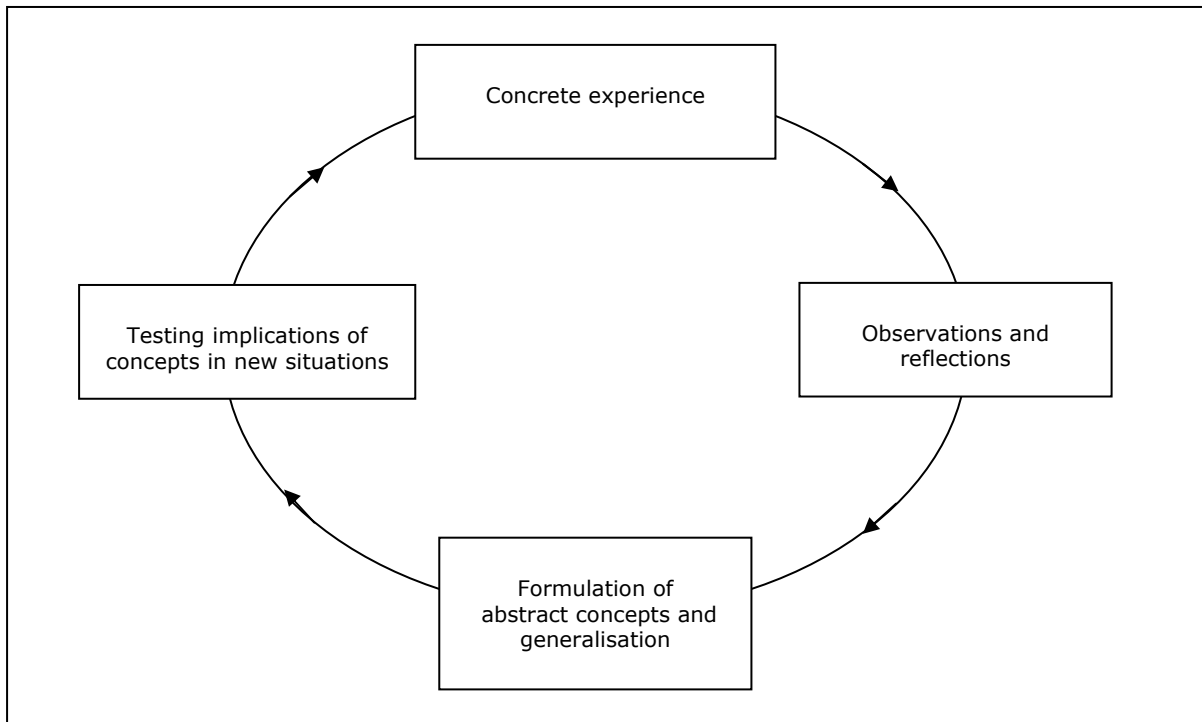 Concrete experience
Observations and
reflections
Formulation of
abstract concepts and
generalisation
Testing implications of
concepts in new situations